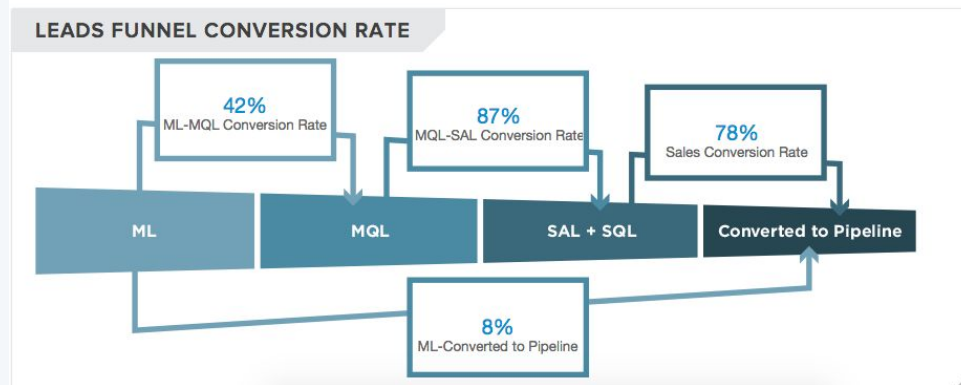 LEADS FUNNEL CONVERSION RATE
42%
ML-MQL Conversion Rate
87%
MQL-SAL Conversion Rate
78%
Sales Conversion Rate
ML
MQL
SAL + SQL
Converted to Pipeline
8%
ML-Converted to Pipeline